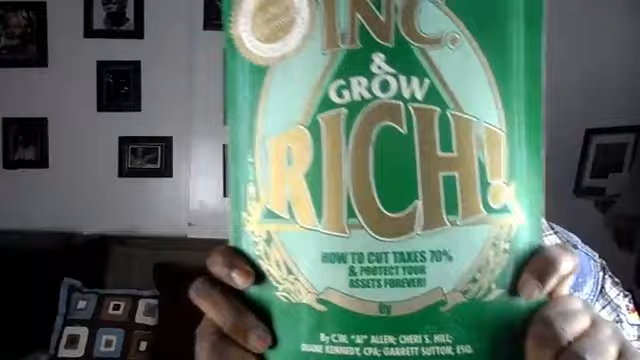 INC.
&
GROW
RICH!
HOW TO CUT TAXES 70%
& PROTECT YOUR
ASSETS FOREVER!
By
By C.W. "Al" ALLEN; CHERI S. HILL;
DIANE KENNEDY, CPA; GARRETT SUTTON, ESQ.